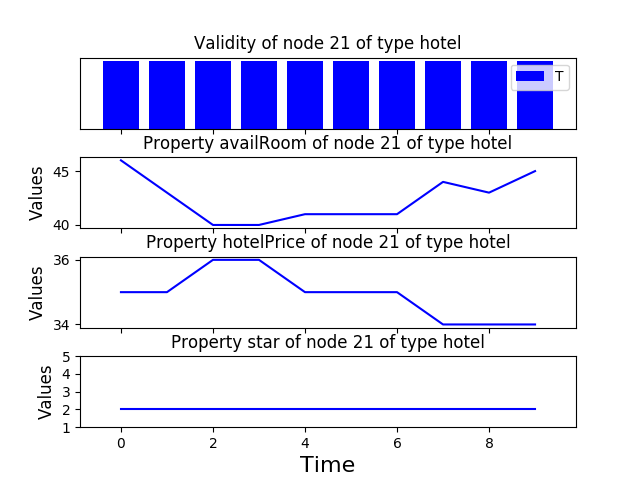 Validity of node 21 of type hotel
T
Property availRoom of node 21 of type hotel
45
40
Values
Property hotelPrice of node 21 of type hotel
36
34
Values
Property star of node 21 of type hotel
5
4
3
2
1
Values
0 2 4 6 8
Time